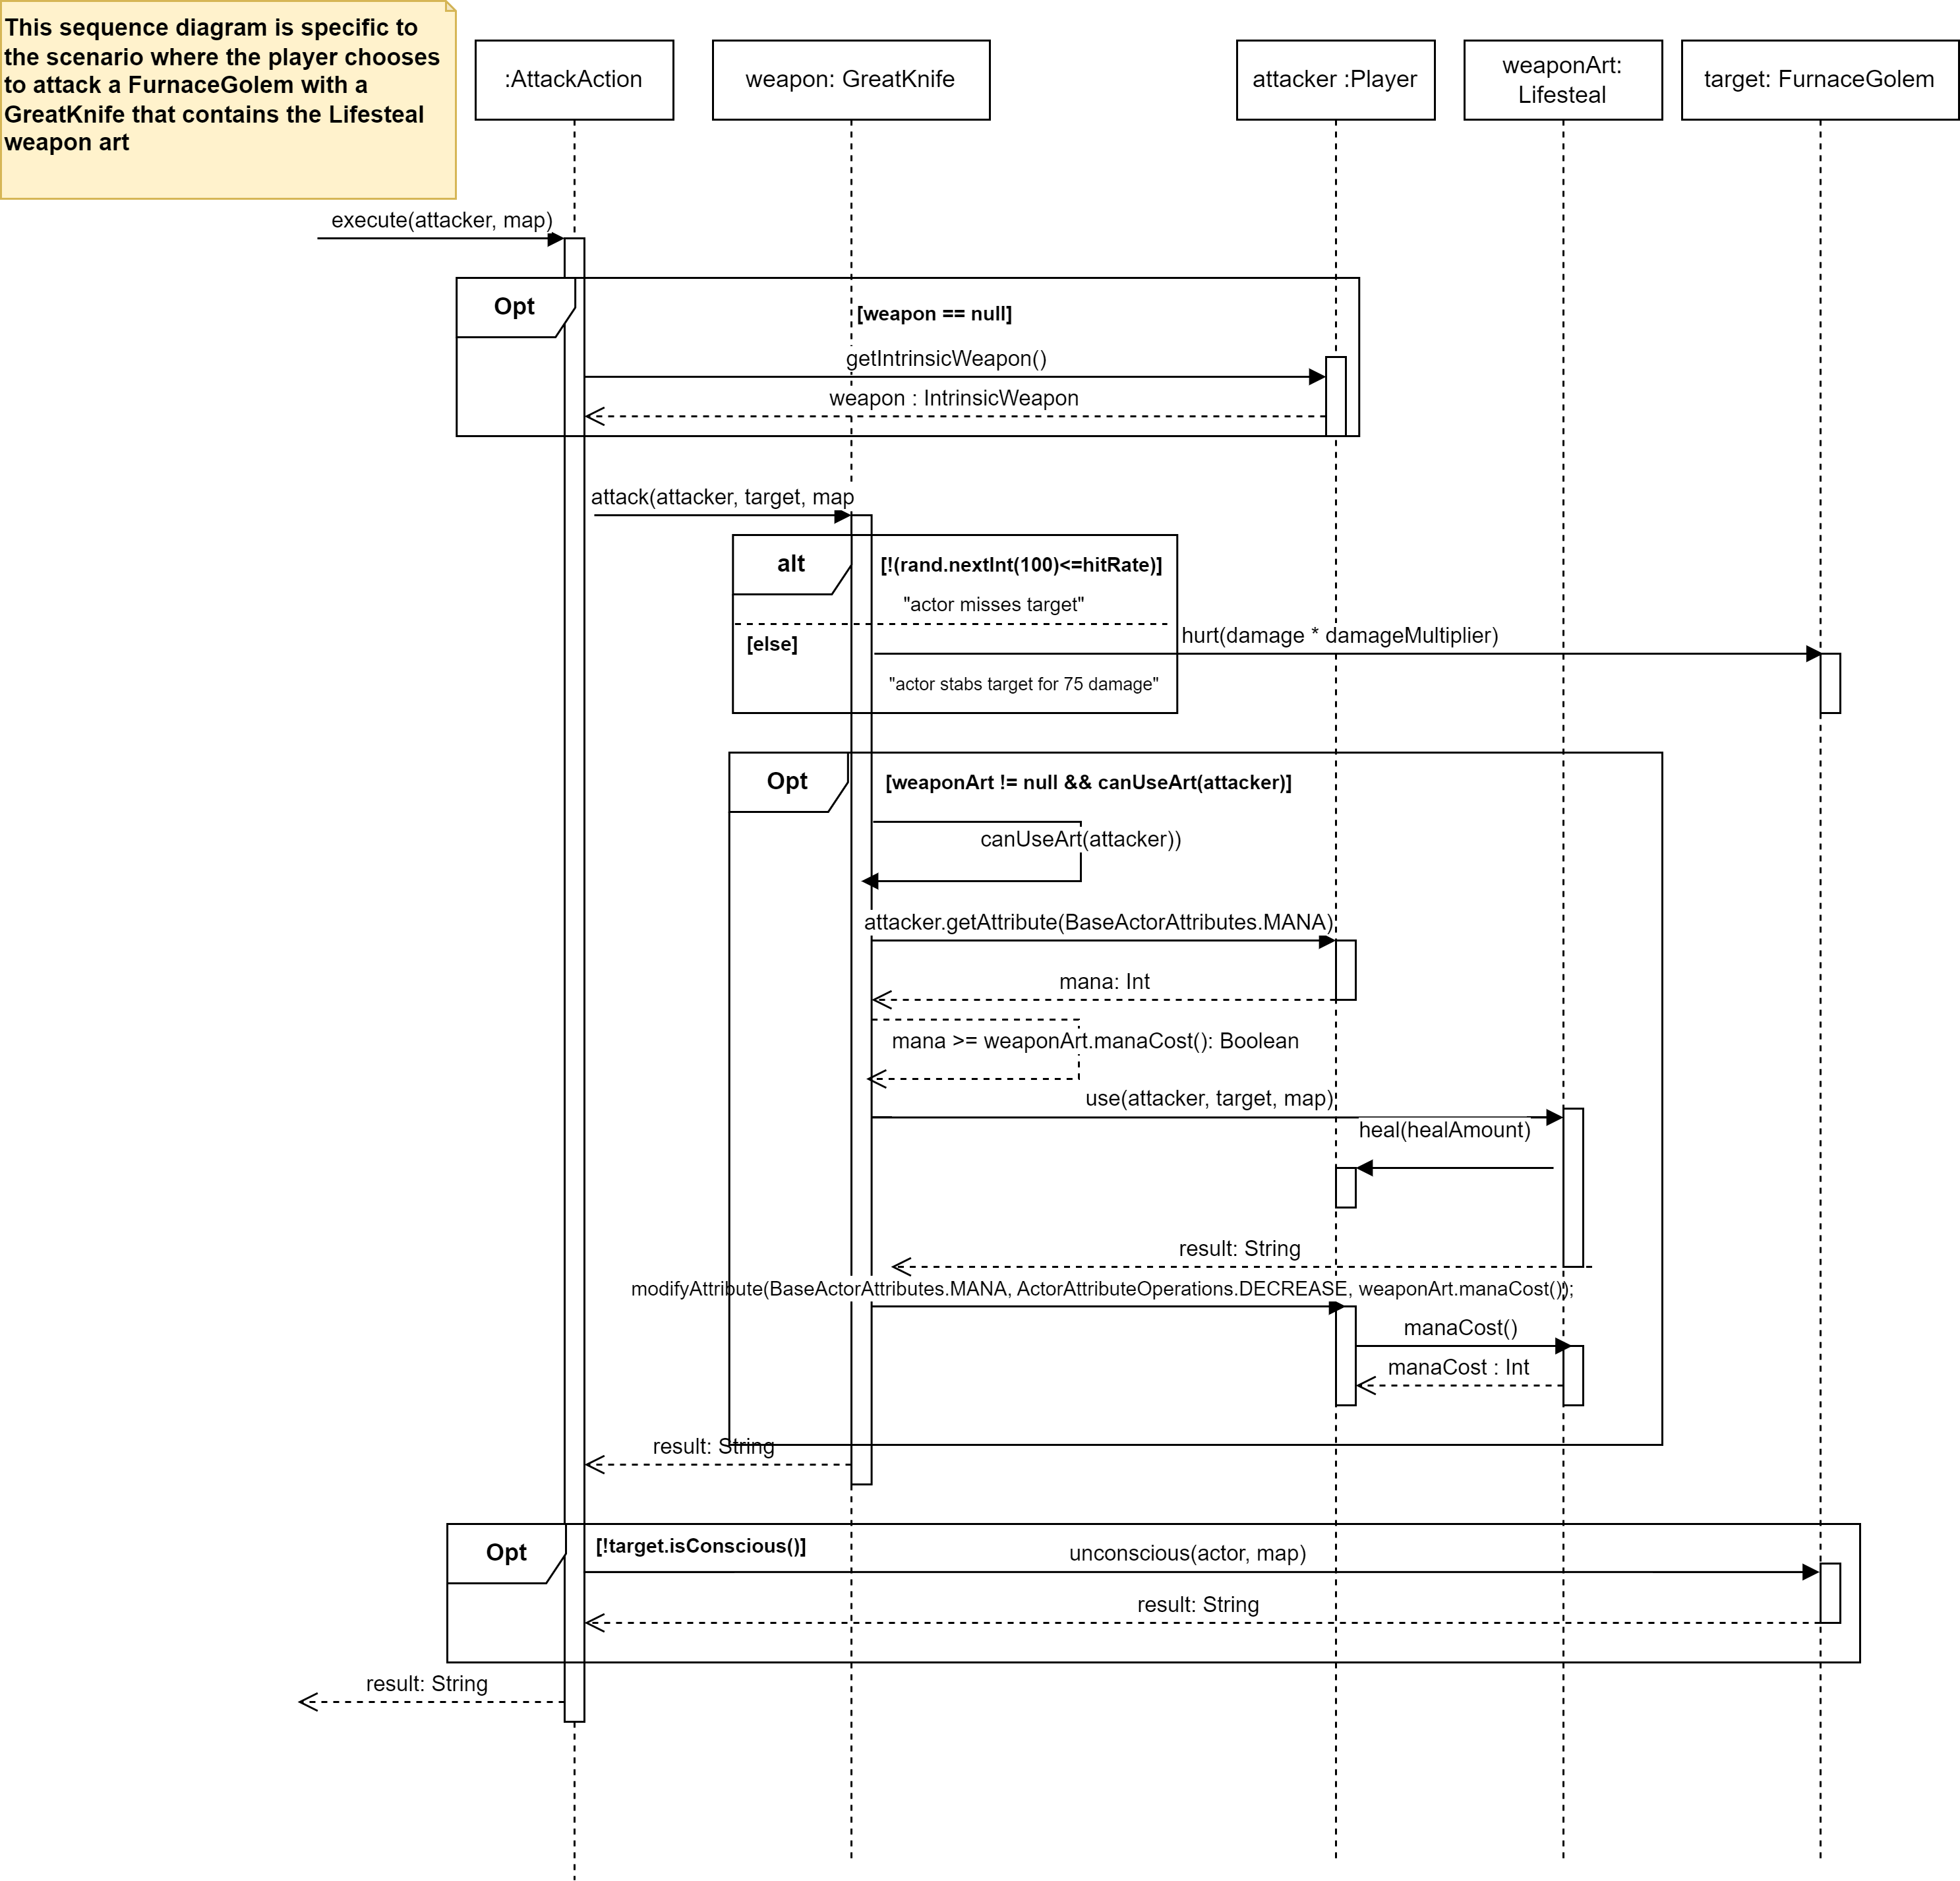 This sequence diagram is specific to
the scenario where the player chooses
to attack a FurnaceGolem with a
GreatKnife that contains the Lifesteal
weapon art
:AttackAction
weapon: GreatKnife
attacker :Player
weaponArt:
Lifesteal
target: FurnaceGolem
execute(attacker, map)
Opt
[weapon == null]
getIntrinsicWeapon()
weapon : IntrinsicWeapon
attack(attacker, target, map
alt
[!(rand.nextInt(100)<=hitRate)]
"actor misses target"
[else]
hurt(damage * damageMultiplier)
"actor stabs target for 75 damage"
Opt
[weaponArt != null && canUseArt(attacker)]
canUseArt(attacker))
attacker.getAttribute(BaseActorAttributes.MANA)
mana: Int
mana >= weaponArt.manaCost(): Boolean
use(attacker, target, map)
heal(healAmount)
result: String
modifyAttribute(BaseActorAttributes.MANA, ActorAttributeOperations.DECREASE, weaponArt.manaCost());
manaCost()
manaCost : Int
result: String
Opt
[!target.isConscious()]
unconscious(actor, map)
result: String
result: String